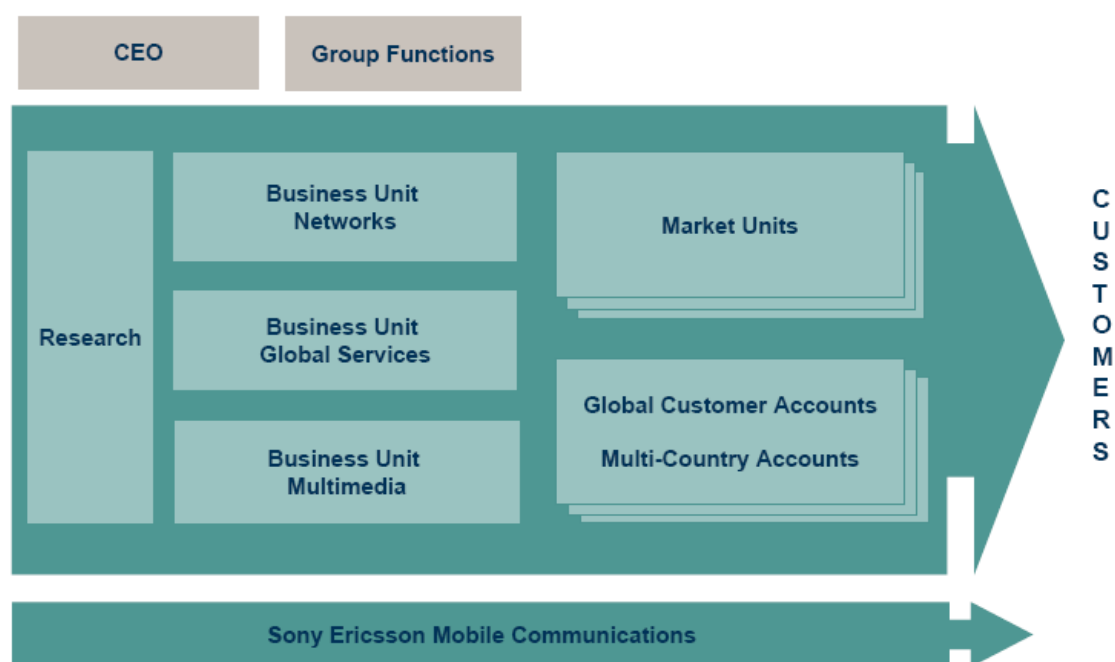 CEO
Group Functions
Research
Business Unit
Networks
Business Unit
Global Services
Business Unit
Multimedia
Market Units
Global Customer Accounts
Multi-Country Accounts
CUSTOMERS
Sony Ericsson Mobile Communications